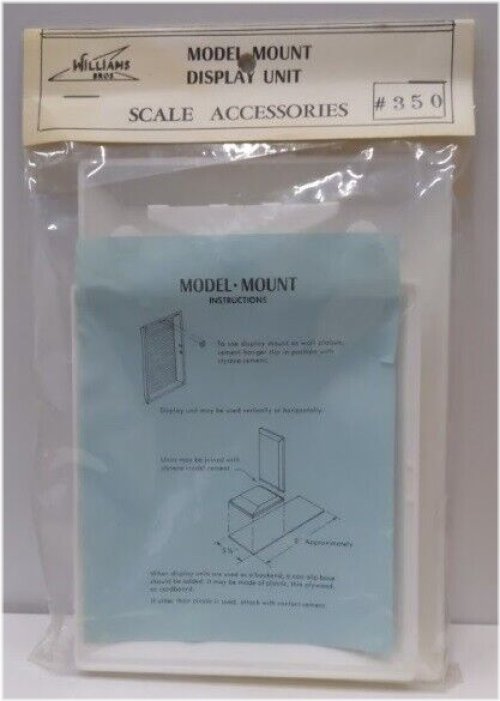 WILLIAMS
BROS.
MODEL MOUNT
DISPLAY UNIT
SCALE ACCESSORIES
#350
MODEL • MOUNT
INSTRUCTIONS
To use display mount as wall plaque,
cement hanger clip in position with
styrene cement.
Display unit may be used vertically or horizontally.
Units may be joined with
styrene model cement
5¼
8" Approximately
When display units are used as a bookend, a can slip base
should be added. It may be made of plastic, thin plywood
or cardboard.
If other than plastic is used, attach with contact cement.